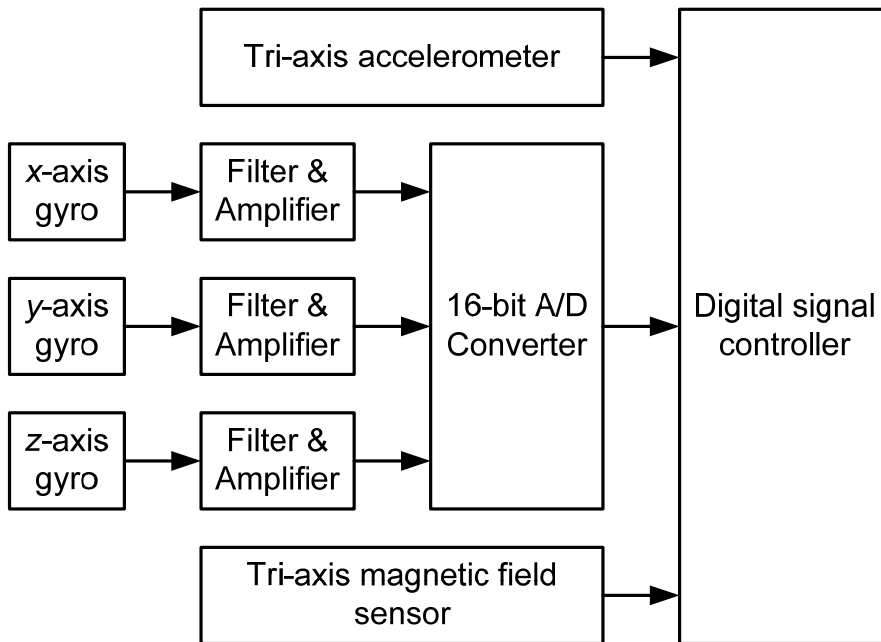 Tri-axis accelerometer
x-axis
gyro
Filter &
Amplifier
y-axis
gyro
Filter &
Amplifier
z-axis
gyro
Filter &
Amplifier
16-bit A/D
Converter
Digital signal
controller
Tri-axis magnetic field
sensor